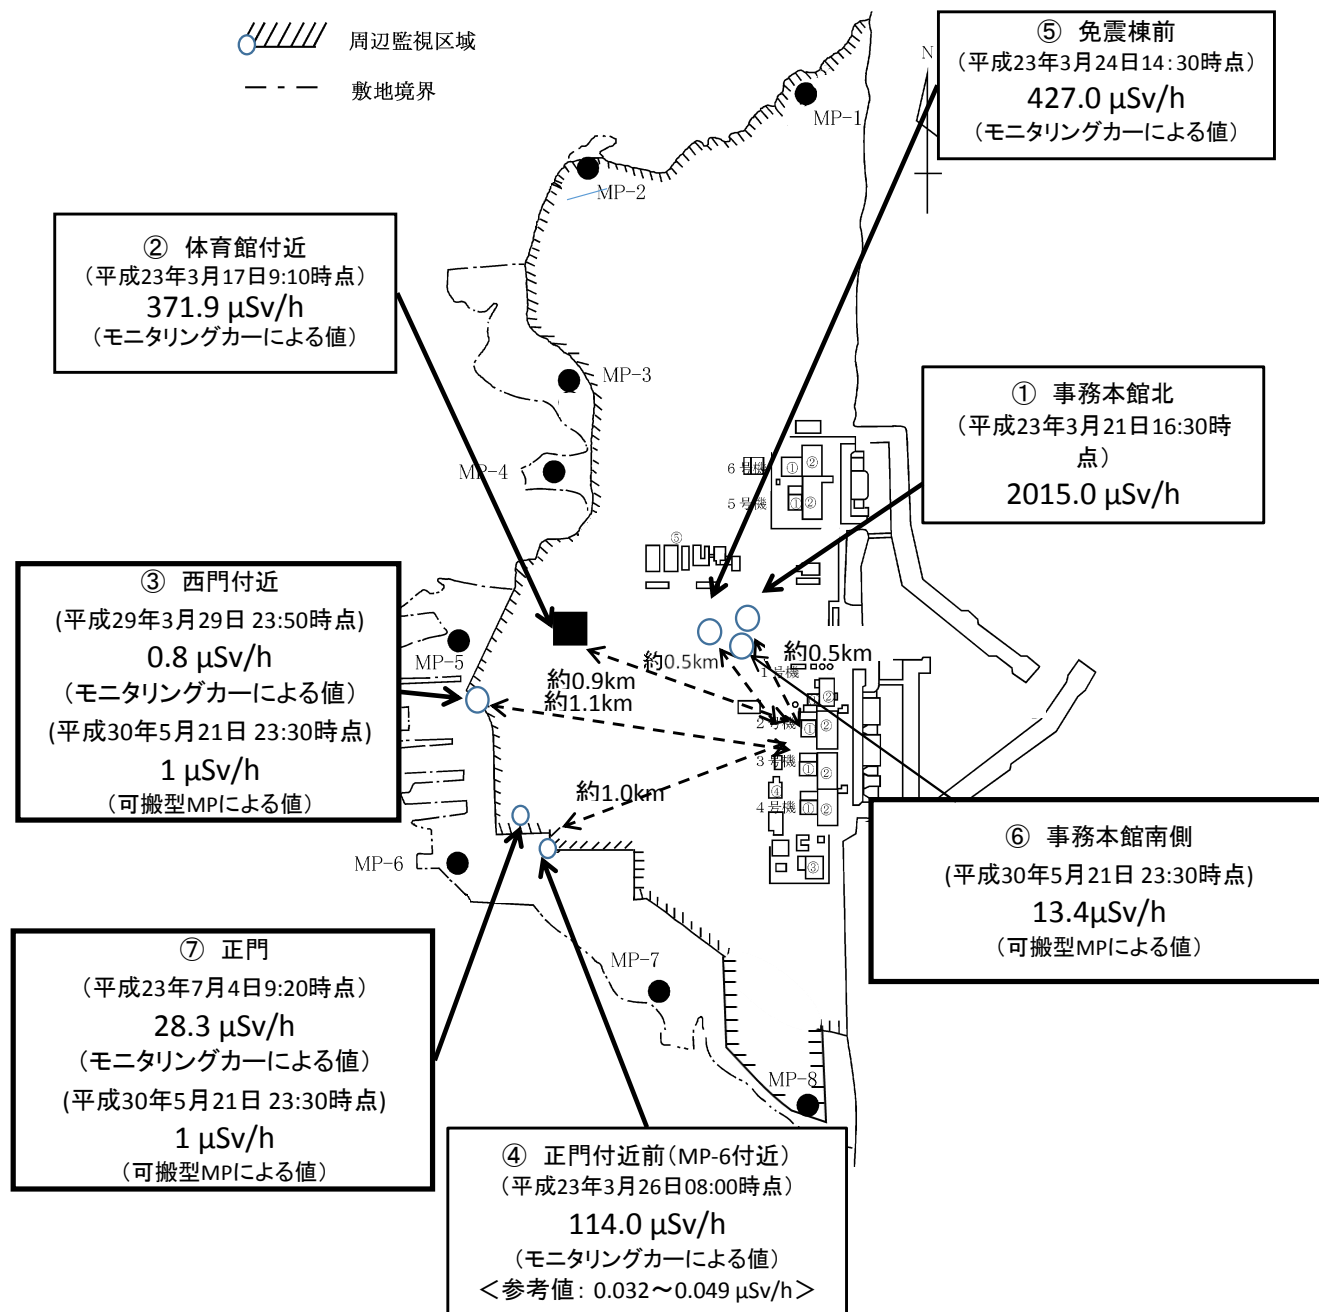 周辺監視区域
敷地境界
⑤ 免震棟前
（平成23年3月24日14：30時点）
427.0 μSv/h
（モニタリングカーによる値）
N
MP-1
MP-2
② 体育館付近
（平成23年3月17日9:10時点）
371.9 μSv/h
（モニタリングカーによる値）
MP-3
① 事務本館北
（平成23年3月21日16:30時
点）
2015.0 μSv/h
MP-4
6号機
①
②
5号機
①
②
⑤
③ 西門付近
(平成29年3月29日 23:50時点)
0.8 μSv/h
（モニタリングカーによる値）
(平成30年5月21日 23:30時点)
1 μSv/h
（可搬型MPによる値）
MP-5
約0.9km
約1.1km
約0.5km
約0.5km
1号機
②
2号機
①
②
3号機
①
②
約1.0km
④
4号機
①
②
③
MP-6
⑥ 事務本館南側
(平成30年5月21日 23:30時点)
13.4μSv/h
（可搬型MPによる値）
⑦ 正門
（平成23年7月4日9:20時点）
28.3 μSv/h
（モニタリングカーによる値）
(平成30年5月21日 23:30時点)
1 μSv/h
（可搬型MPによる値）
MP-7
MP-8
④ 正門付近前（MP-6付近）
（平成23年3月26日08:00時点）
114.0 μSv/h
（モニタリングカーによる値）
＜参考値： 0.032～0.049 μSv/h＞